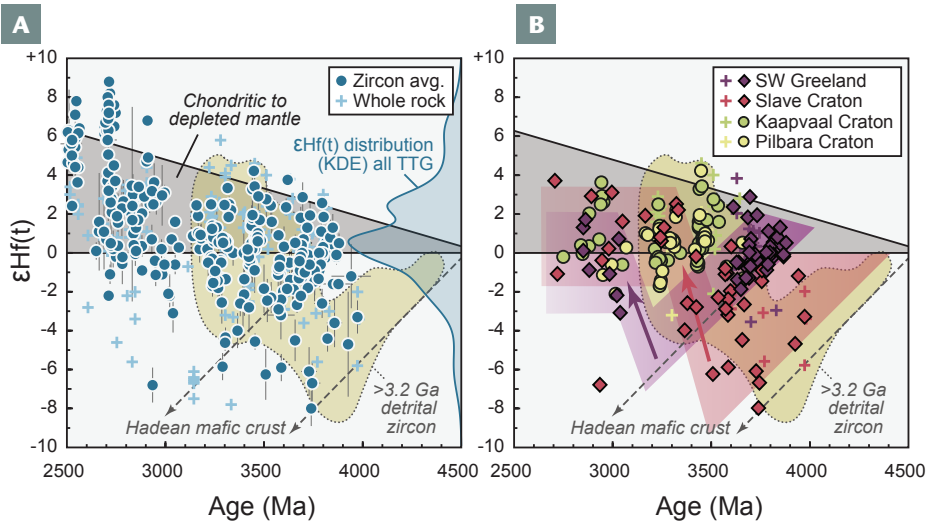 A
+10
8
6
4
2
0
-2
-4
-6
-8
-10
εHf(t)
2500
3000
3500
4000
4500
Age (Ma)
Zircon avg.
Whole rock
Chondritic to
depleted mantle
εHf(t) distribution
(KDE) all TTG
Hadean mafic crust
>3.2 Ga
detrital
zircon
B
+10
8
6
4
2
0
-2
-4
-6
-8
-10
εHf(t)
2500
3000
3500
4000
4500
Age (Ma)
SW Greeland
Slave Craton
Kaapvaal Craton
Pilbara Craton
Hadean mafic crust
>3.2 Ga
detrital
zircon